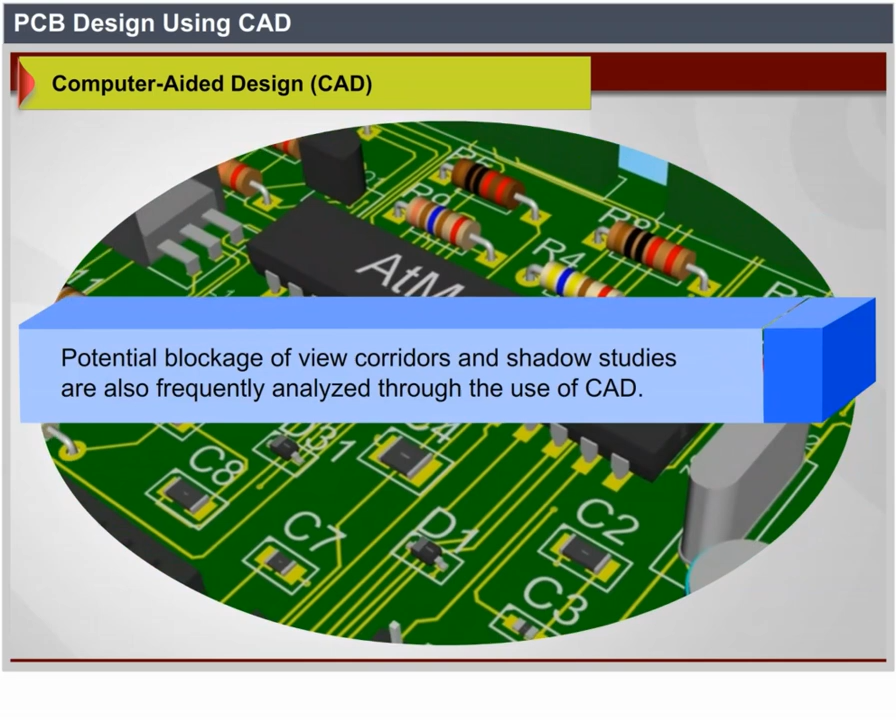 PCB Design Using CAD
Computer-Aided Design (CAD)
R9
R4
AtM
Potential blockage of view corridors and shadow studies
are also frequently analyzed through the use of CAD.
C4
C8
C7
D1
C2
C3